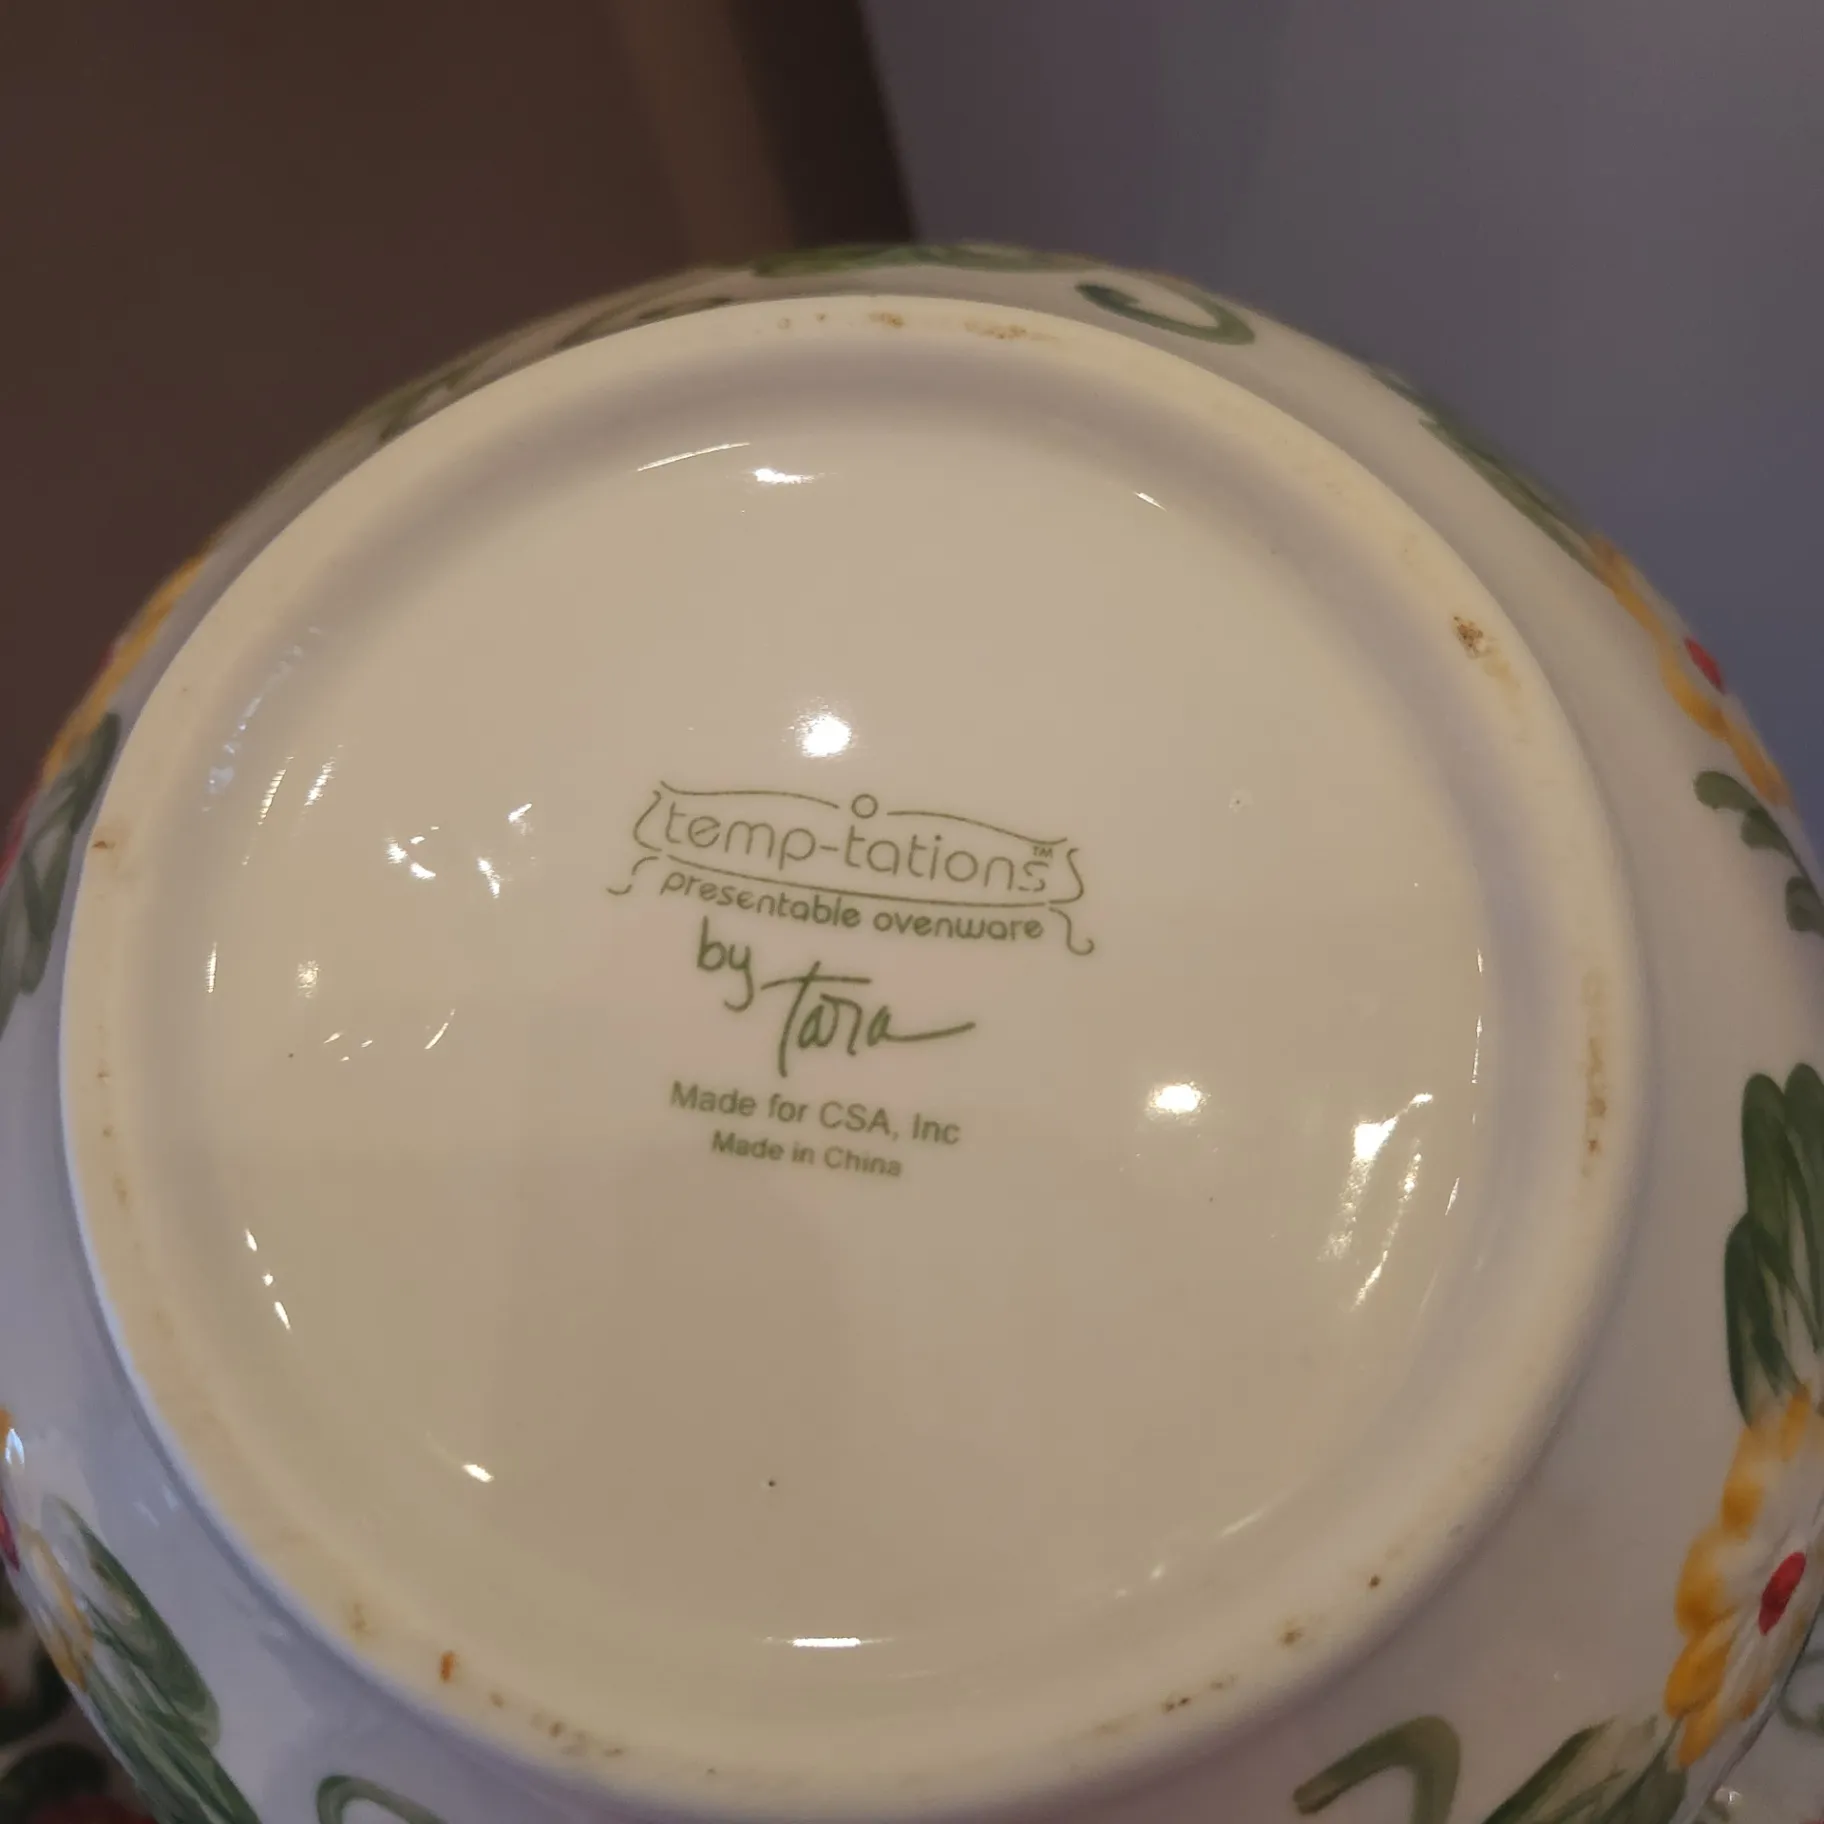 temp-tations™
presentable ovenware
by Tara
Made for CSA, Inc
Made in China